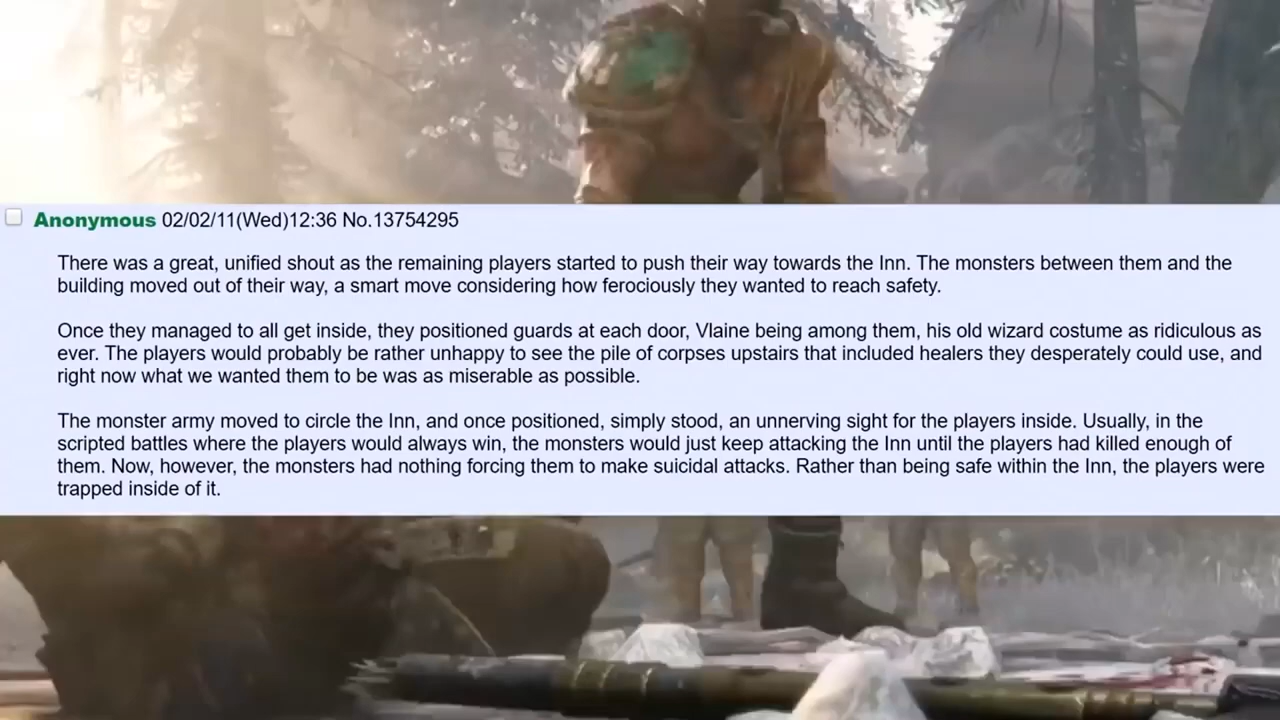 Anonymous 02/02/11(Wed)12:36 No.13754295
There was a great, unified shout as the remaining players started to push their way towards the Inn. The monsters between them and the
building moved out of their way, a smart move considering how ferociously they wanted to reach safety.
Once they managed to all get inside, they positioned guards at each door, Vlaine being among them, his old wizard costume as ridiculous as
ever. The players would probably be rather unhappy to see the pile of corpses upstairs that included healers they desperately could use, and
right now what we wanted them to be was as miserable as possible.
The monster army moved to circle the Inn, and once positioned, simply stood, an unnerving sight for the players inside. Usually, in the
scripted battles where the players would always win, the monsters would just keep attacking the Inn until the players had killed enough of
them. Now, however, the monsters had nothing forcing them to make suicidal attacks. Rather than being safe within the Inn, the players were
trapped inside of it.